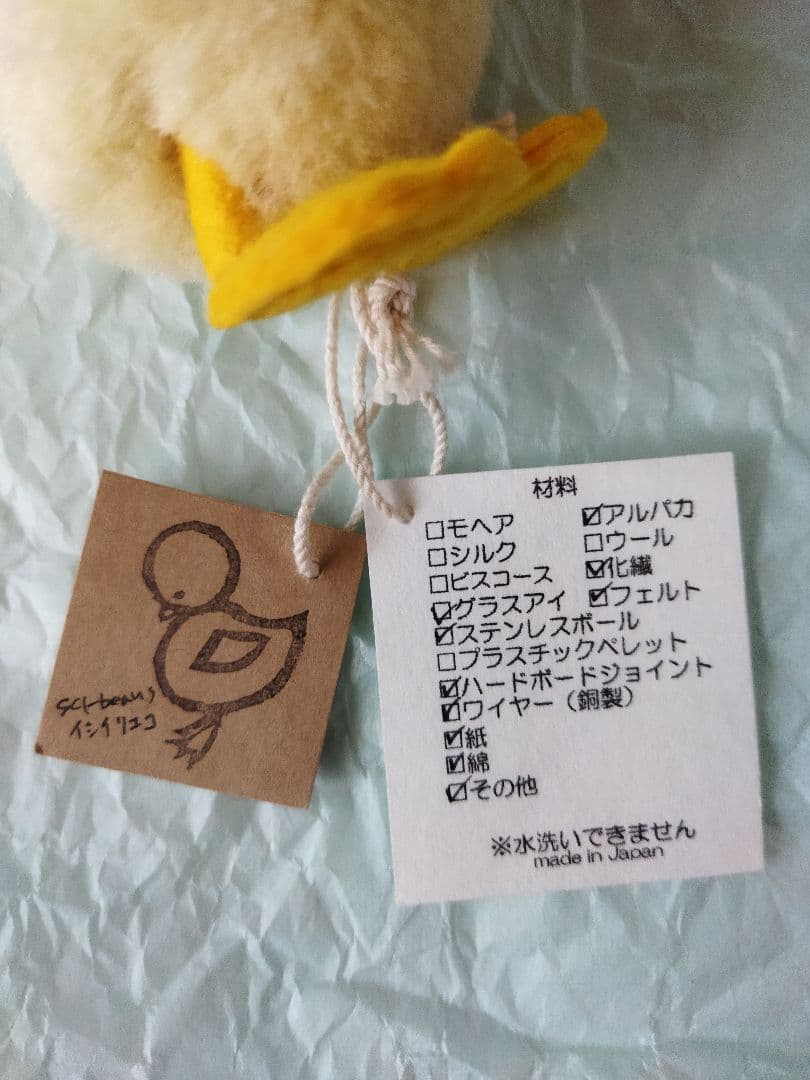 イシイリユコ
材料
□モヘア ☑アルパカ
□シルク □ウール
□ビスコース ☑化繊
☑グラスアイ ☑フェルト
☑ステンレスボール
□プラスチックペレット
☑ハードボードジョイント
☑ワイヤー（銅製）
☑紙
☑綿
☑その他
※水洗いできません
made in Japan